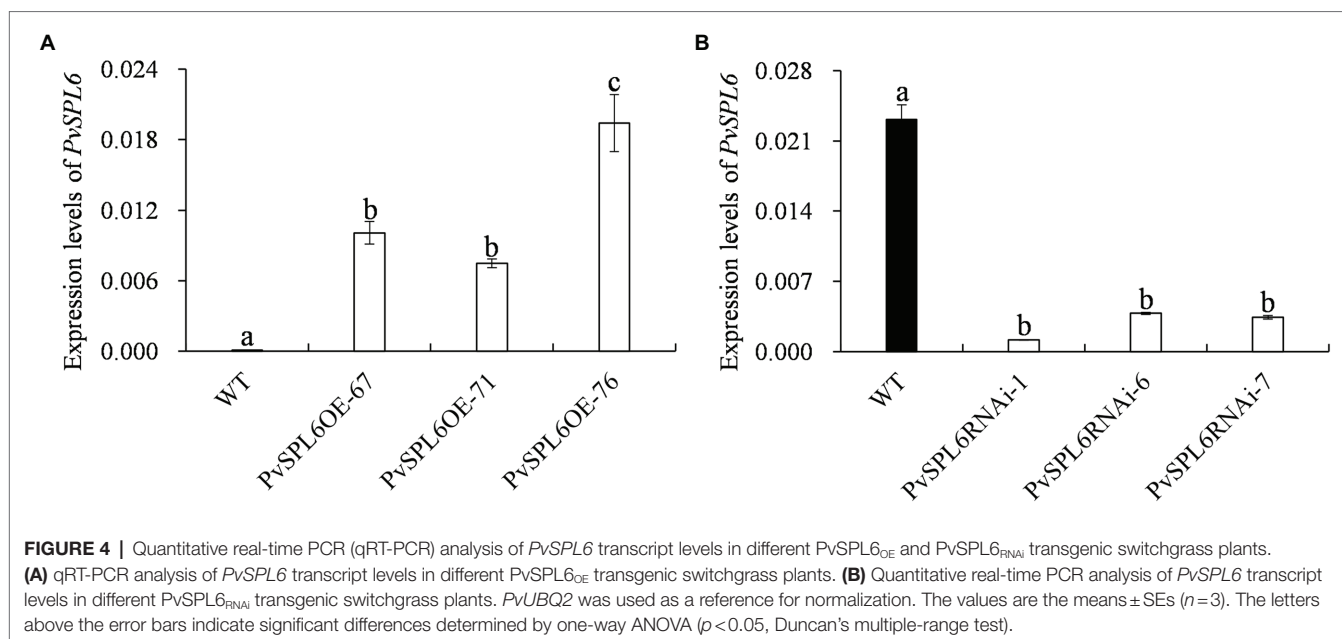 A
B
Expression levels of PvSPL6
0.024
0.018
0.012
0.006
0.000
a
b
b
c
WT
PvSPL6OE-67
PvSPL6OE-71
PvSPL6OE-76
Expression levels of PvSPL6
0.028
0.021
0.014
0.007
0.000
a
b
b
b
WT
PvSPL6RNAi-1
PvSPL6RNAi-6
PvSPL6RNAi-7
FIGURE 4 | Quantitative real-time PCR (qRT-PCR) analysis of PvSPL6 transcript levels in different PvSPL6OE and PvSPL6RNAi transgenic switchgrass plants.
(A) qRT-PCR analysis of PvSPL6 transcript levels in different PvSPL6OE transgenic switchgrass plants. (B) Quantitative real-time PCR analysis of PvSPL6 transcript
levels in different PvSPL6RNAi transgenic switchgrass plants. PvUBQ2 was used as a reference for normalization. The values are the means±SEs (n=3). The letters
above the error bars indicate significant differences determined by one-way ANOVA (p<0.05, Duncan's multiple-range test).